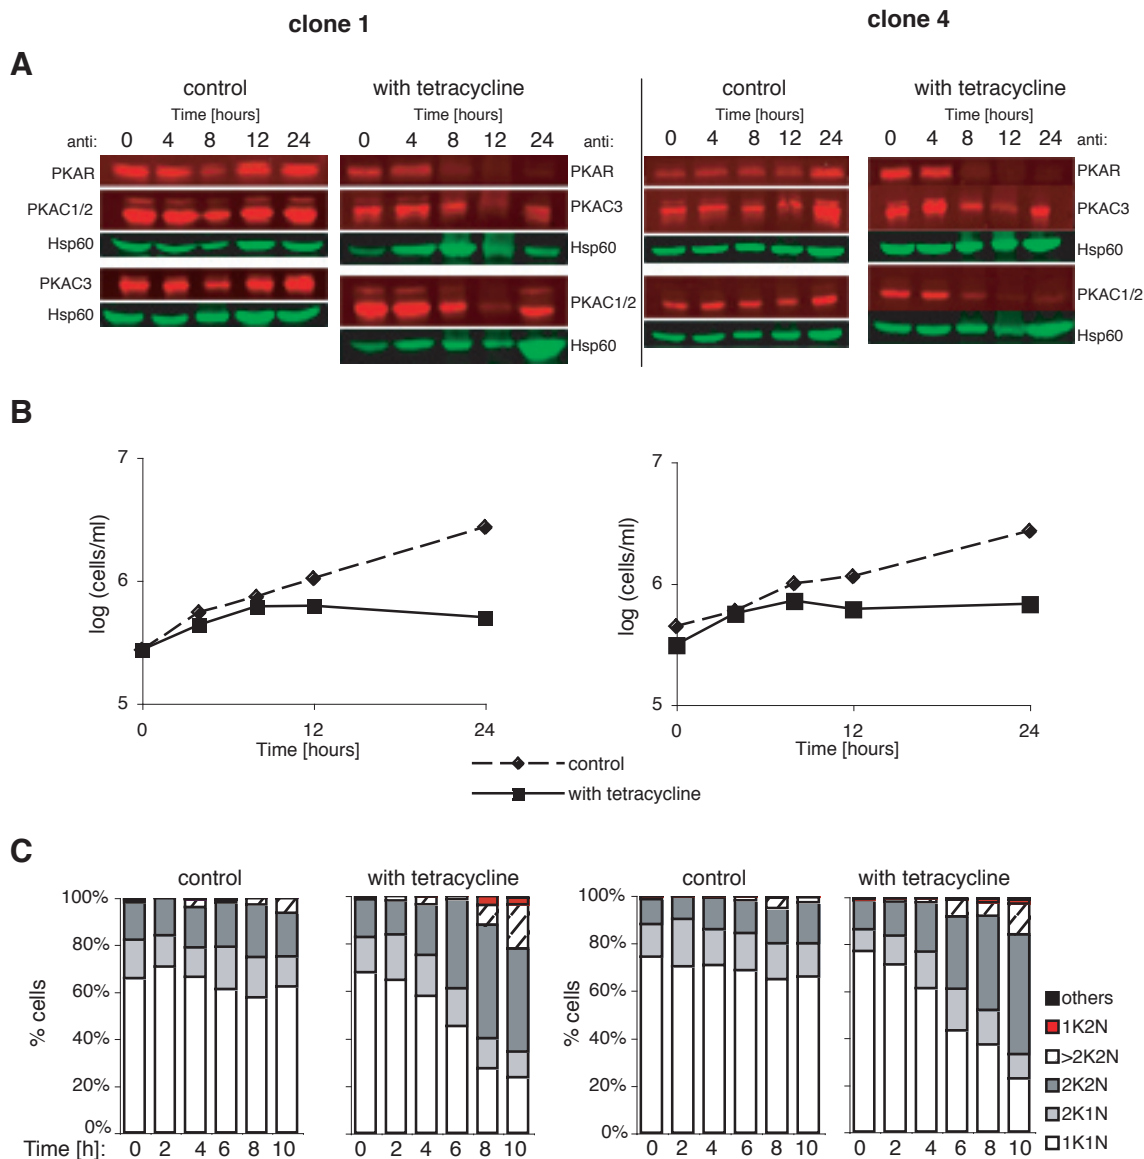 clone 1
clone 4
A
control
with tetracycline
control
with tetracycline
Time [hours]
Time [hours]
Time [hours]
Time [hours]
anti: 0 4 8 12 24
0 4 8 12 24 anti:
0 4 8 12 24
0 4 8 12 24 anti:
PKAR
PKAC1/2
Hsp60
PKAC3
Hsp60
PKAR
PKAC3
Hsp60
PKAC1/2
Hsp60
PKAR
PKAC3
Hsp60
PKAC1/2
Hsp60
B
7
6
5
log (cells/ml)
0 12 24
Time [hours]
7
6
5
log (cells/ml)
0 12 24
Time [hours]
control
with tetracycline
C
control
with tetracycline
control
with tetracycline
100%
80%
60%
40%
20%
0%
% cells
100%
80%
60%
40%
20%
0%
% cells
Time [h]: 0 2 4 6 8 10
0 2 4 6 8 10
0 2 4 6 8 10
0 2 4 6 8 10
others
1K2N
>2K2N
2K2N
2K1N
1K1N